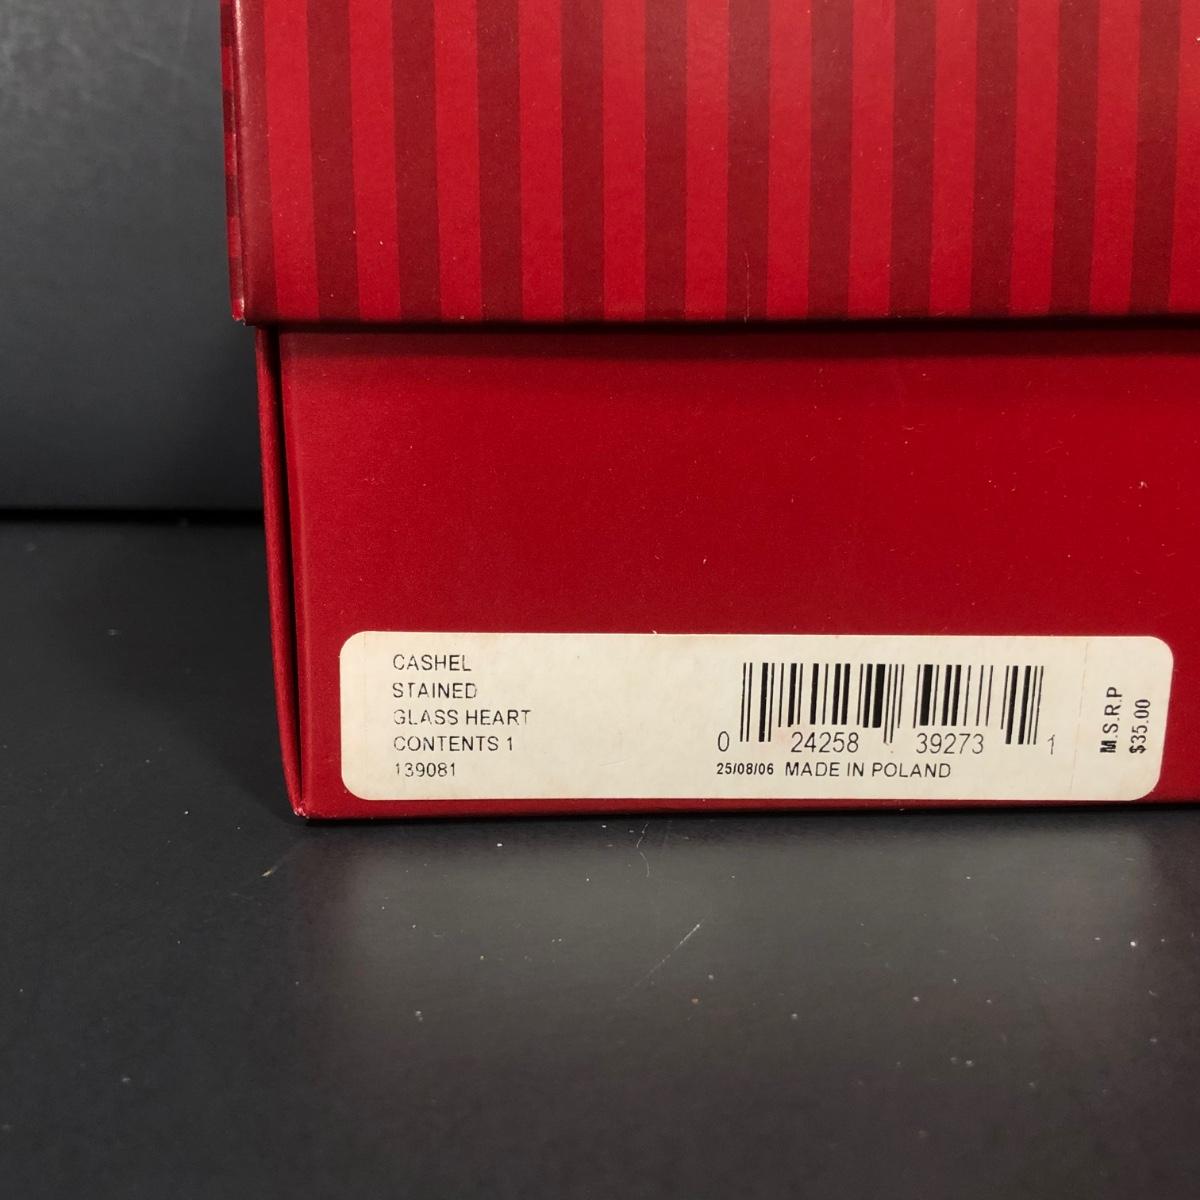 CASHEL
STAINED
GLASS HEART
CONTENTS 1
139081
0 24258 39273 1
25/08/06 MADE IN POLAND
M.S.R.P
$35.00